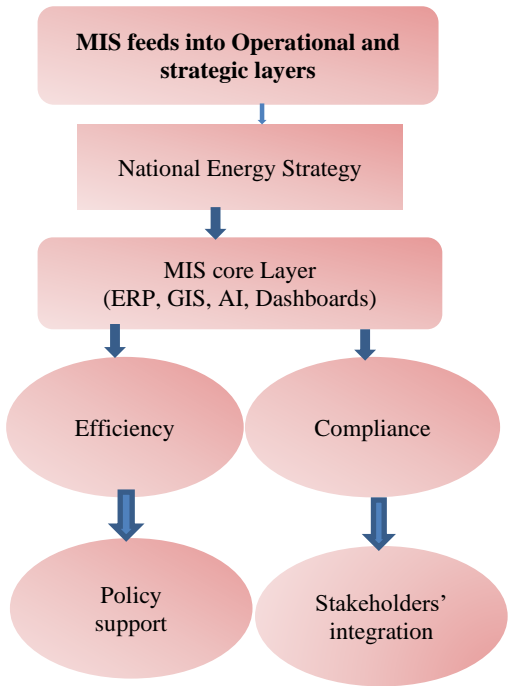 MIS feeds into Operational and
strategic layers
National Energy Strategy
MIS core Layer
(ERP, GIS, AI, Dashboards)
Efficiency
Compliance
Policy
support
Stakeholders’
integration